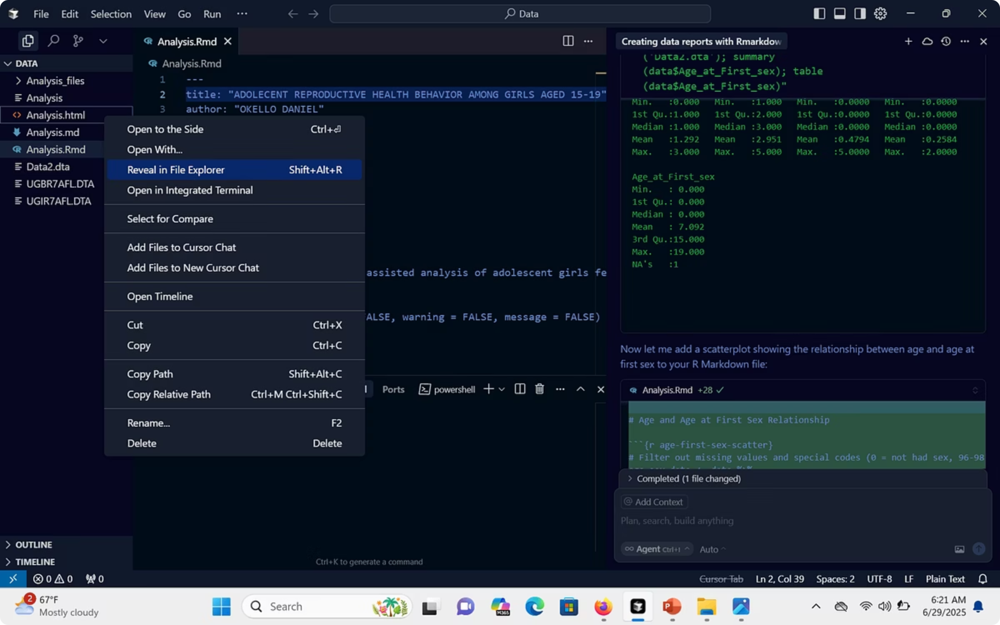 File Edit Selection View Go Run ···
Data
DATA
Analysis_files
Analysis
Analysis.html
Analysis.md
Analysis.Rmd
Data2.dta
UGBR7AFL.DTA
UGIR7AFL.DTA
OUTLINE
TIMELINE
Analysis.Rmd
Analysis.Rmd
1 ---
2 title: "ADOLECENT REPRODUCTIVE HEALTH BEHAVIOR AMONG GIRLS AGED 15-19"
3 author: "OKELLO DANIEL"
Open to the Side Ctrl+⏎
Open With...
Reveal in File Explorer Shift+Alt+R
Open in Integrated Terminal
Select for Compare
Add Files to Cursor Chat
Add Files to New Cursor Chat
Open Timeline
Cut Ctrl+X
Copy Ctrl+C
Copy Path Shift+Alt+C
Copy Relative Path Ctrl+M Ctrl+Shift+C
Rename... F2
Delete Delete
assisted analysis of adolescent girls fe
ALSE, warning = FALSE, message = FALSE)
Ports powershell
Ctrl+K to generate a command
Creating data reports with Rmarkdow
('Data2.dta'); summary
(data$Age_at_First_sex); table
(data$Age_at_First_sex)"
Min. :0.000 Min. :1.000 Min. :0.0000 Min. :0.0000
1st Qu.:1.000 1st Qu.:2.000 1st Qu.:0.0000 1st Qu.:0.0000
Median :1.000 Median :3.000 Median :0.0000 Median :0.0000
Mean :1.292 Mean :2.951 Mean :0.4794 Mean :0.2584
Max. :3.000 Max. :5.000 Max. :5.0000 Max. :2.0000
Age_at_First_sex
Min. : 0.000
1st Qu.: 0.000
Median : 0.000
Mean : 7.092
3rd Qu.:15.000
Max. :19.000
NA's :1
Now let me add a scatterplot showing the relationship between age and age at
first sex to your R Markdown file:
Analysis.Rmd +28
# Age and Age at First Sex Relationship
```{r age-first-sex-scatter}
# Filter out missing values and special codes (0 = not had sex, 96-98
Completed (1 file changed)
@ Add Context
Plan, search, build anything
∞ Agent Ctrl+I Auto
0 0 0
Cursor Tab Ln 2, Col 39 Spaces: 2 UTF-8 LF Plain Text
2
67°F
Mostly cloudy
Search
M365
P
6:21 AM
6/29/2025